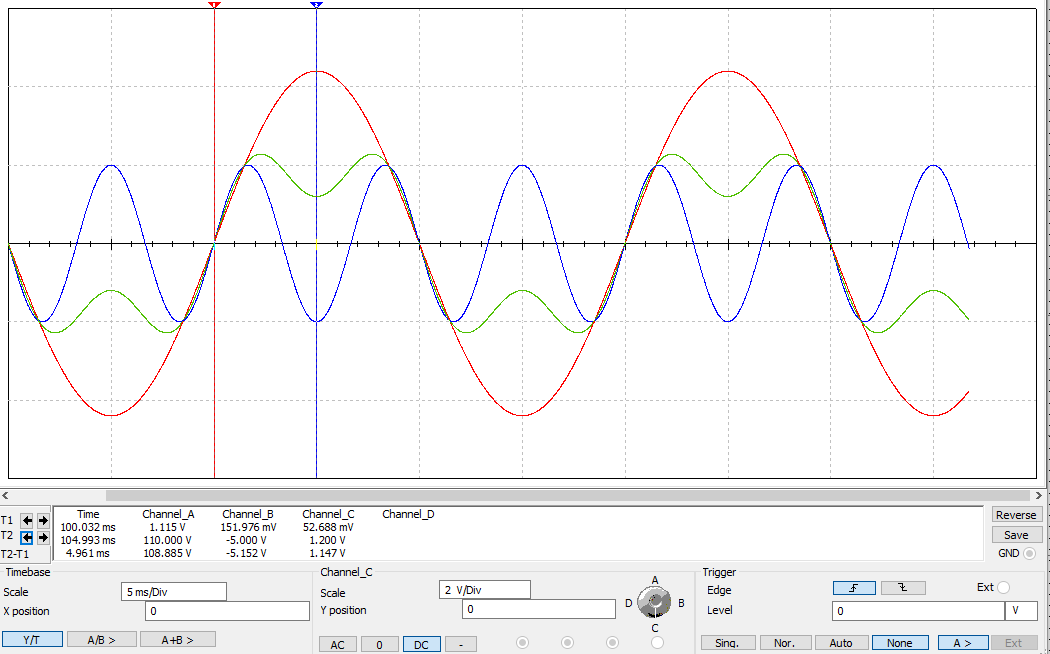 1 2
T1 Time Channel_A Channel_B Channel_C Channel_D Reverse
100.032 ms 1.115 V 151.976 mV 52.688 mV
T2 104.993 ms 110.000 V -5.000 V 1.200 V Save
T2-T1 4.961 ms 108.885 V -5.152 V 1.147 V GND
Timebase Channel_C Trigger
Scale 5 ms/Div Scale 2 V/Div A Edge Ext
X position 0 Y position 0 D B Level 0 V
C
Y/T A/B > A+B > AC 0 DC - Sing. Nor. Auto None A > Ext